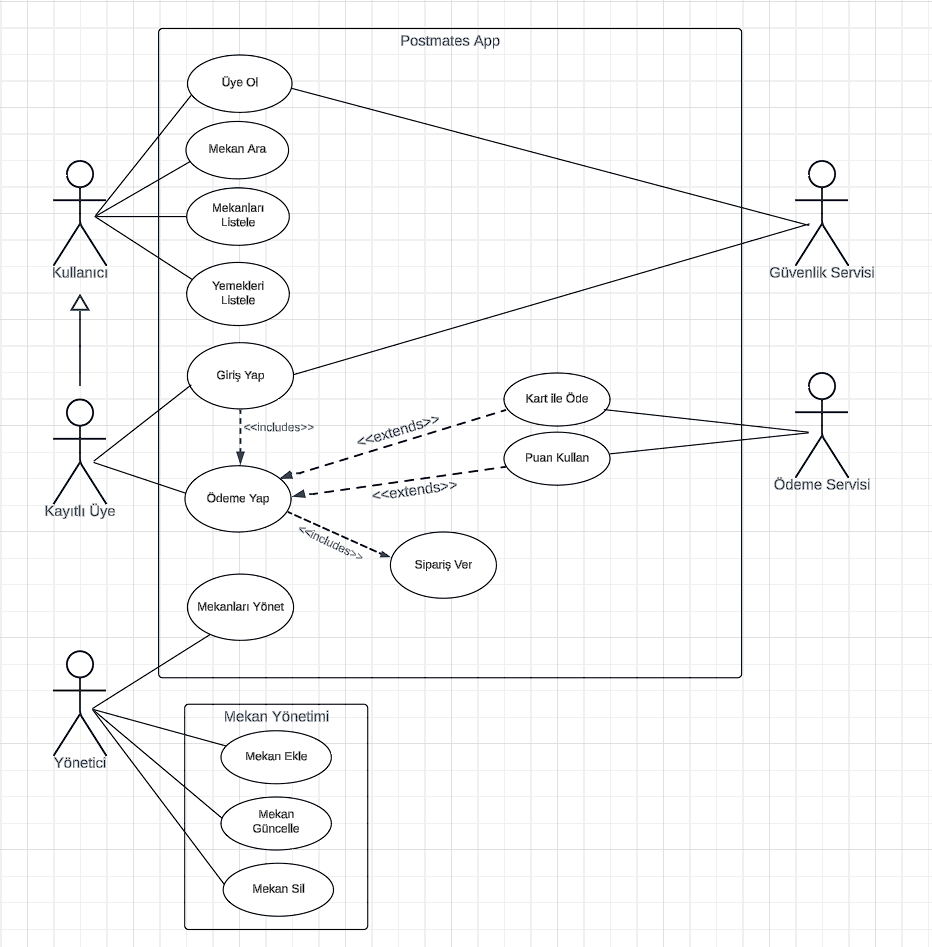 Postmates App
Üye Ol
Mekan Ara
Mekanları
Listele
Yemekleri
Listele
Kullanıcı
Güvenlik Servisi
Giriş Yap
Kart ile Öde
<<includes>>
<<extends>>
Puan Kullan
Ödeme Servisi
Ödeme Yap
<<extends>>
Kayıtlı Üye
<<includes>>
Sipariş Ver
Mekanları Yönet
Mekan Yönetimi
Yönetici
Mekan Ekle
Mekan
Güncelle
Mekan Sil